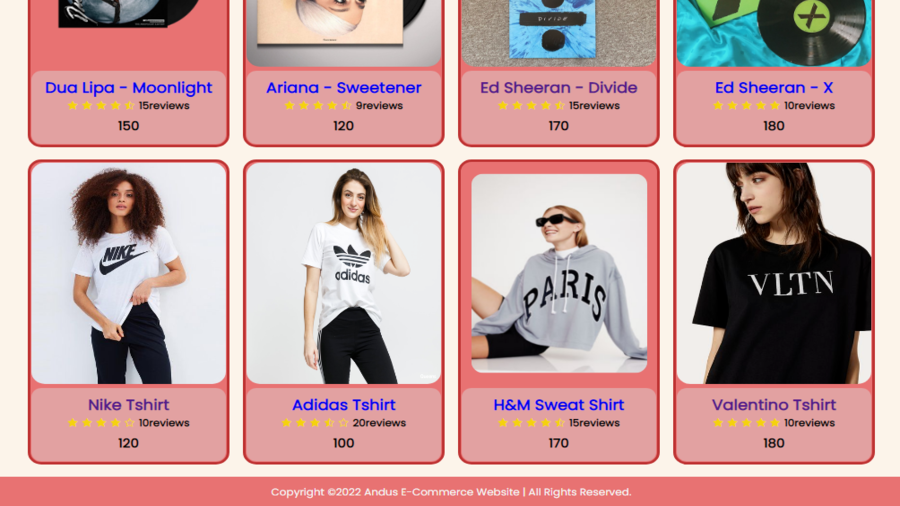 DIVIDE
Dua Lipa - Moonlight
Ariana - Sweetener
Ed Sheeran - Divide
Ed Sheeran - X
15reviews
9reviews
15reviews
10reviews
150
120
170
180
NIKE
adidas
PARIS
VLTN
Nike Tshirt
Adidas Tshirt
H&M Sweat Shirt
Valentino Tshirt
10reviews
20reviews
15reviews
10reviews
120
100
170
180
Copyright ©2022 Andus E-Commerce Website | All Rights Reserved.